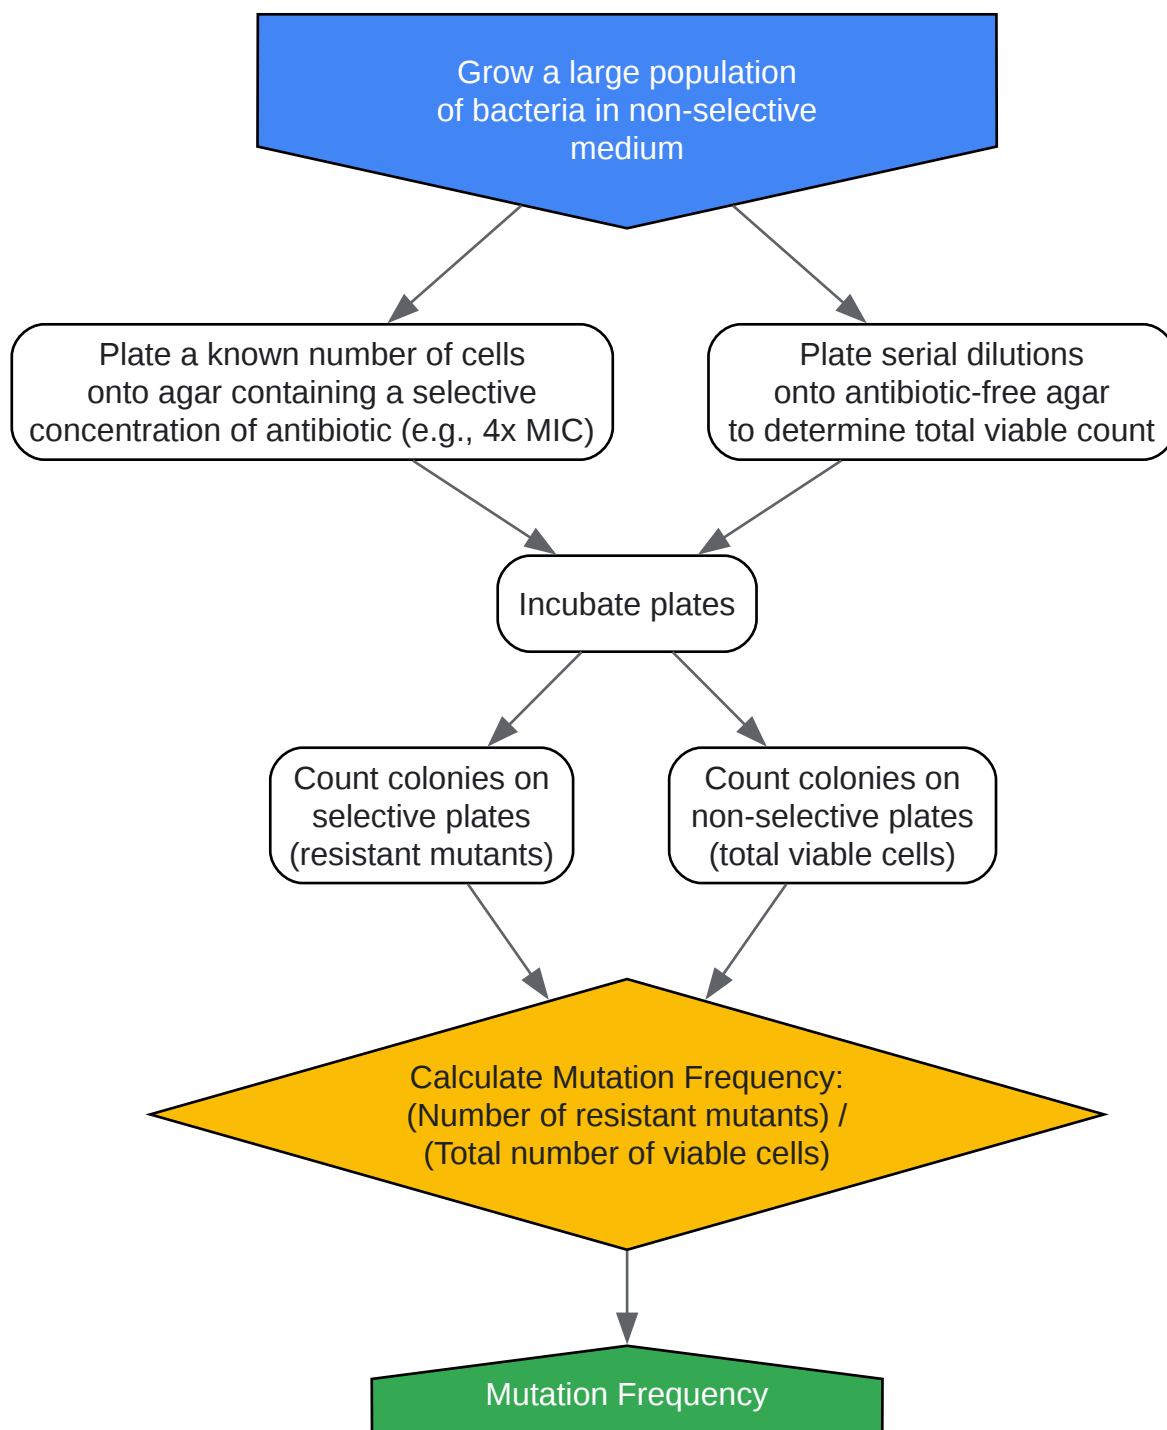 Grow a large population
of bacteria in non-selective
medium
Plate a known number of cells
onto agar containing a selective
concentration of antibiotic (e.g., 4x MIC)
Plate serial dilutions
onto antibiotic-free agar
to determine total viable count
Incubate plates
Count colonies on
selective plates
(resistant mutants)
Count colonies on
non-selective plates
(total viable cells)
Calculate Mutation Frequency:
(Number of resistant mutants) /
(Total number of viable cells)
Mutation Frequency